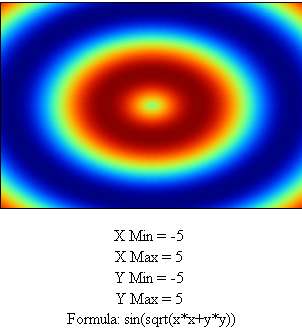 X Min = -5
X Max = 5
Y Min = -5
Y Max = 5
Formula: sin(sqrt(x*x+y*y))